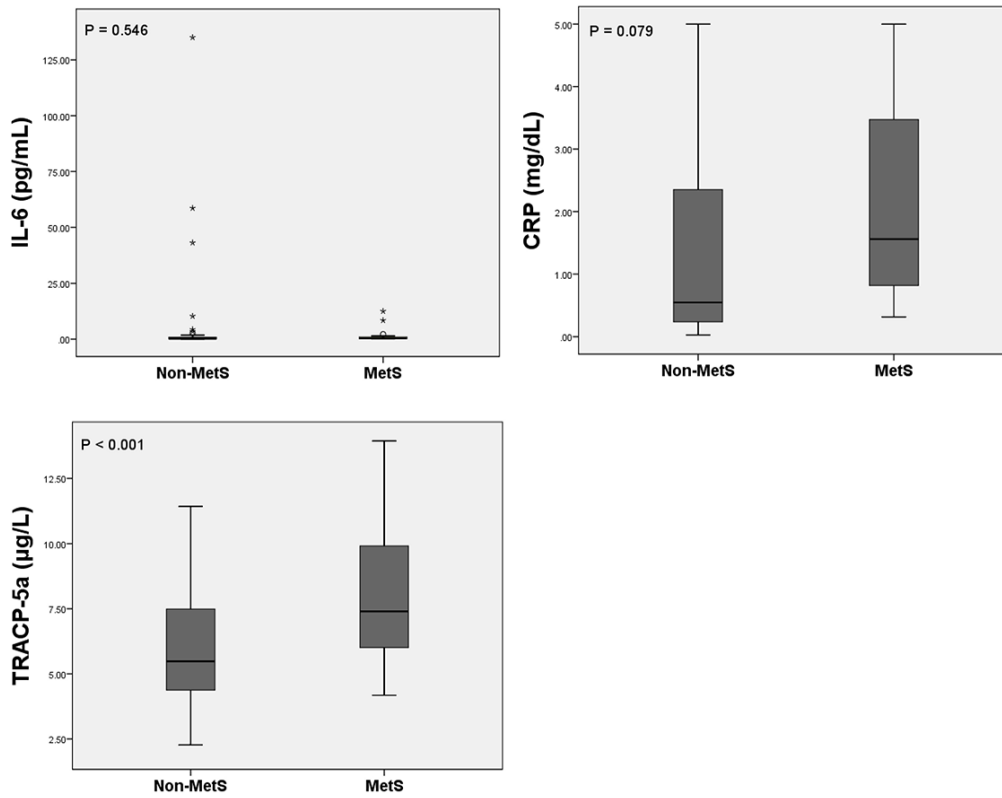 P = 0.546
IL-6 (pg/mL)
125.00
100.00
75.00
50.00
25.00
.00
Non-MetS MetS
P = 0.079
CRP (mg/dL)
5.00
4.00
3.00
2.00
1.00
.00
Non-MetS MetS
P < 0.001
TRACP-5a (µg/L)
12.50
10.00
7.50
5.00
2.50
Non-MetS MetS